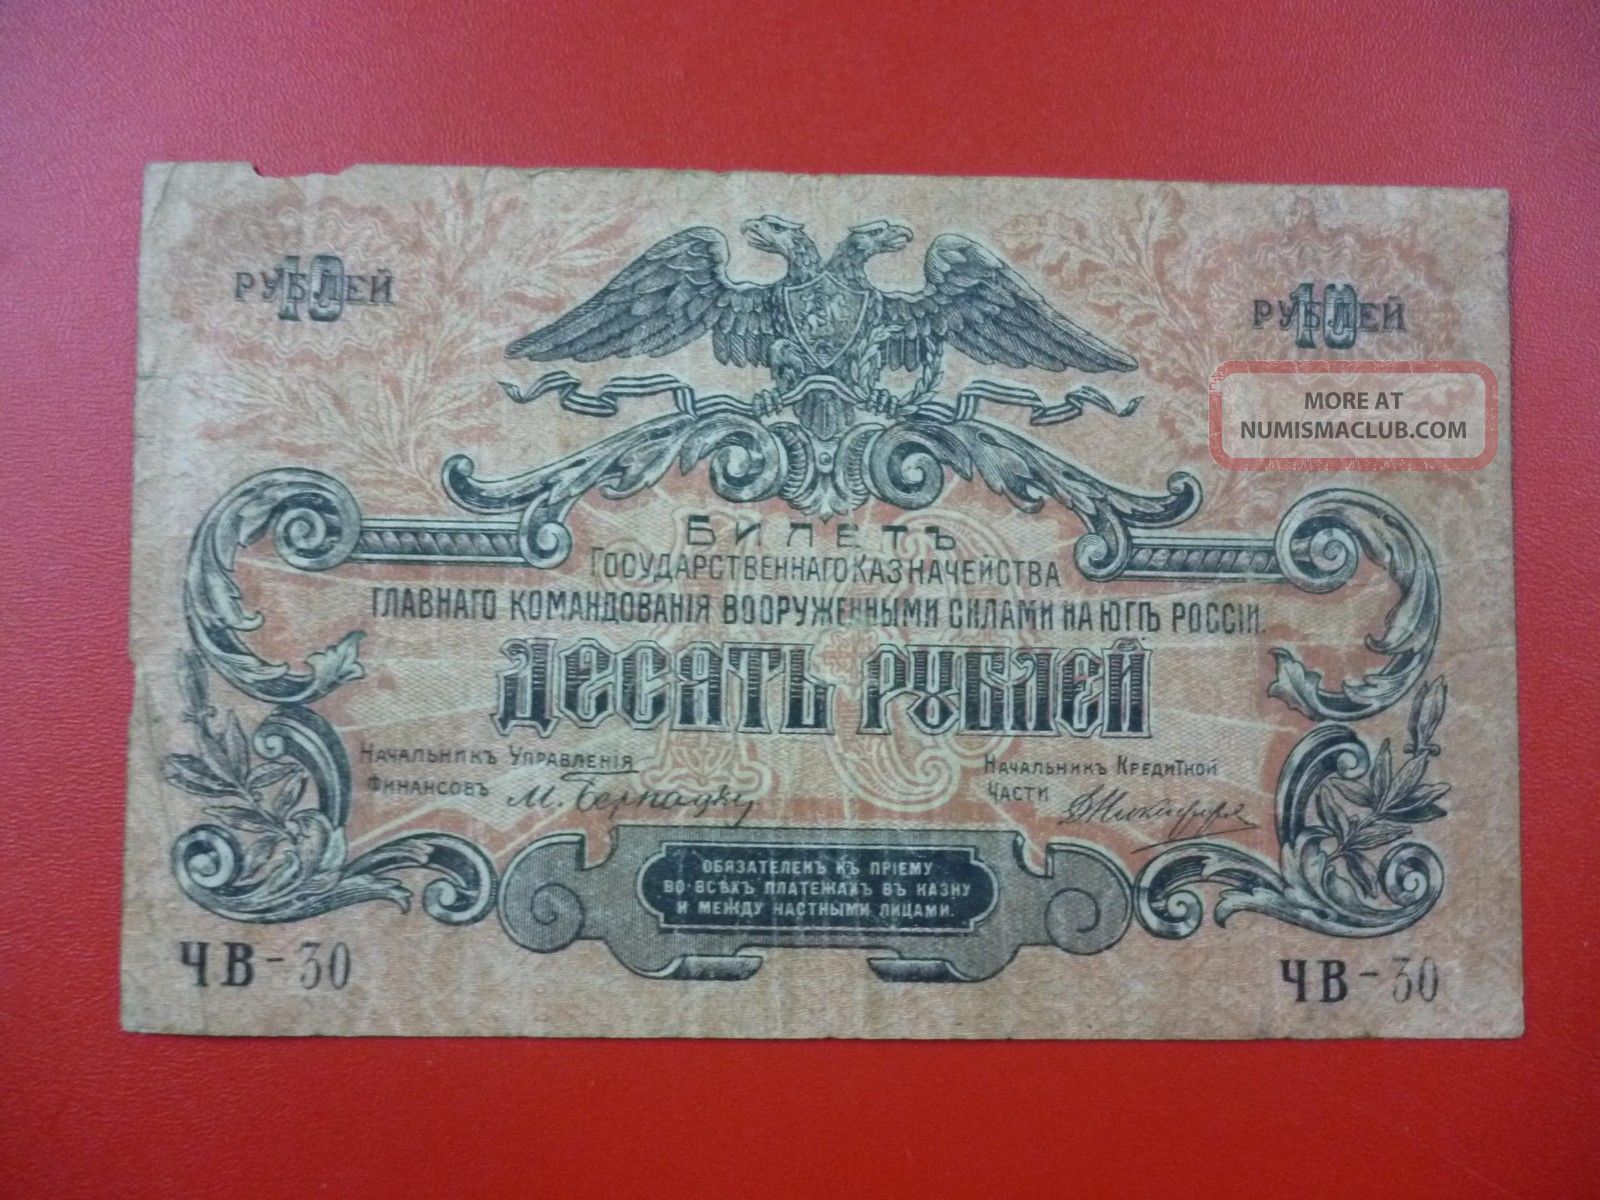 10 РУБЛЕЙ
10 РУБЛЕЙ
MORE AT
NUMISMACLUB.COM
БИЛЕТЪ
ГОСУДАРСТВЕННАГО КАЗНАЧЕЙСТВА
ГЛАВНАГО КОМАНДОВАНІЯ ВООРУЖЕННЫМИ СИЛАМИ НА ЮГѢ РОССІИ.
ДЕСЯТЬ РУБЛЕЙ
НАЧАЛЬНИКЪ УПРАВЛЕНІЯ
ФИНАНСОВЪ М.
НАЧАЛЬНИКЪ КРЕДИТНОЙ
ЧАСТИ
ОБЯЗАТЕЛЕНЪ КЪ ПРІЕМУ
ВО ВСѢХЪ ПЛАТЕЖАХЪ ВЪ КАЗНУ
И МЕЖДУ ЧАСТНЫМИ ЛИЦАМИ.
ЧВ-30
ЧВ-30